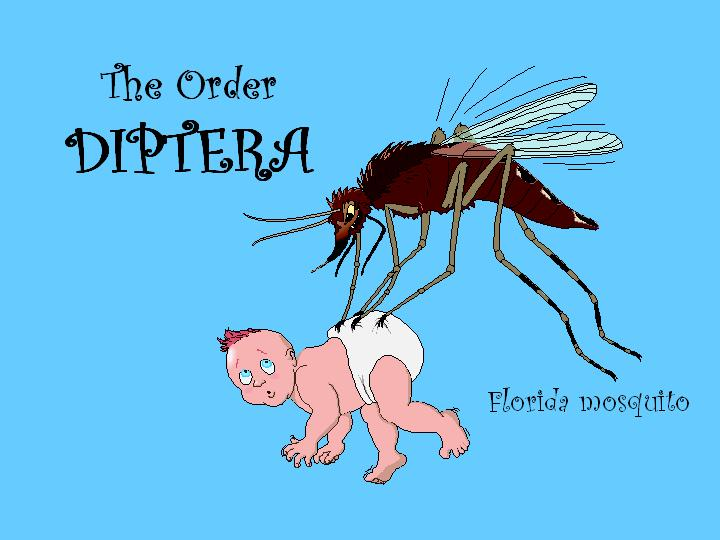 The Order
DIPTERA
Florida mosquito